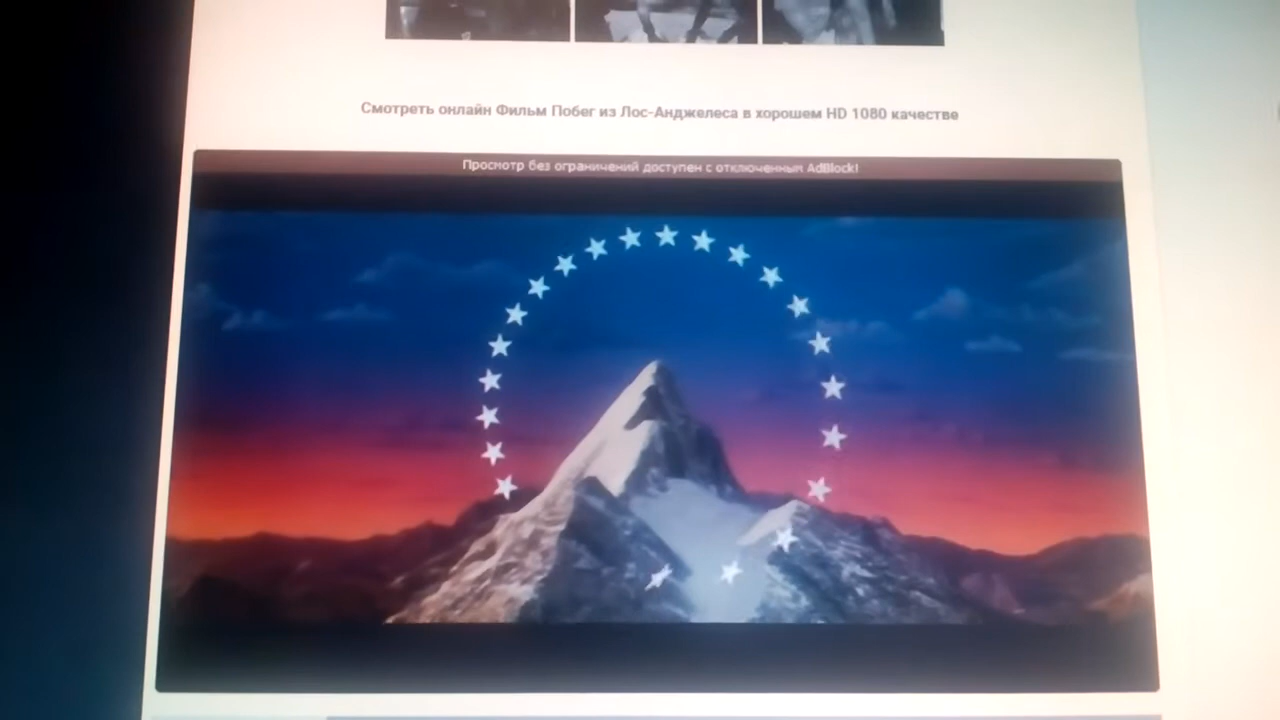 Смотреть онлайн Фильм Побег из Лос-Анджелеса в хорошем HD 1080 качестве
Просмотр без ограничений доступен с отключенным AdBlock!